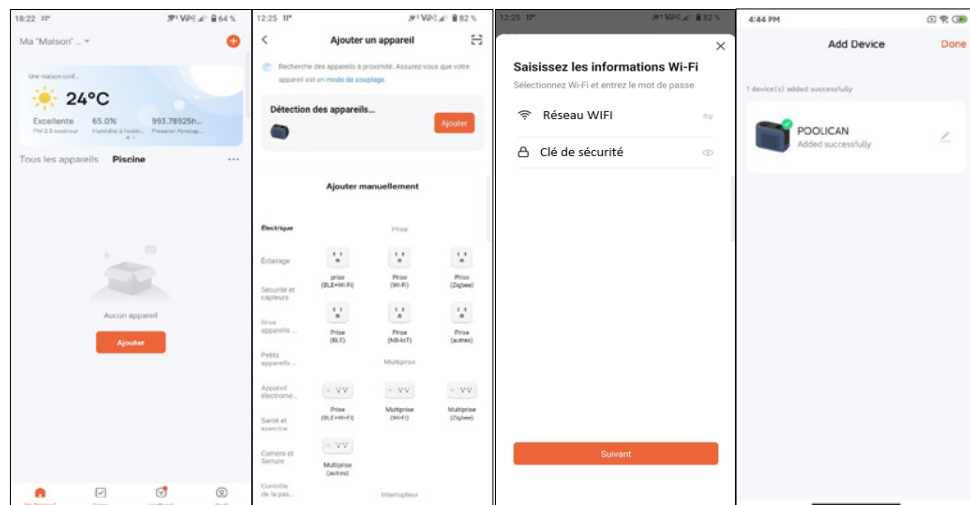 18:22
64 %
Ma "Maison" ...
Une maison conf...
24°C
Excellente 65.0% 993.78925h...
PM 2.5 extérieur Humidité à l'exté... Pression Atmosp...
Tous les appareils Piscine ...
Aucun appareil
Ajouter
12:25
82 %
Ajouter un appareil
Recherche des appareils à proximité. Assurez-vous que votre
appareil est en mode de couplage.
Détection des appareils...
Ajouter
Ajouter manuellement
Électrique
Prise
Éclairage
prise
(BLE+Wi-Fi)
Prise
(Wi-Fi)
Prise
(Zigbee)
Sécurité et
capteurs
Gros
appareils ...
Prise
(BLE)
Prise
(NB-IoT)
Prise
(autres)
Petits
appareils ...
Multiprise
Appareil
électromé...
Prise
(BLE+Wi-Fi)
Multiprise
(Wi-Fi)
Multiprise
(Zigbee)
Santé et
exercice
Caméra et
Serrure
Multiprise
(autres)
Contrôle
de la pas...
Interrupteur
12:25
82 %
Saisissez les informations Wi-Fi
Sélectionnez Wi-Fi et entrez le mot de passe
Réseau WIFI
Clé de sécurité
Suivant
4:44 PM
Add Device Done
1 device(s) added successfully
POOLICAN
Added successfully